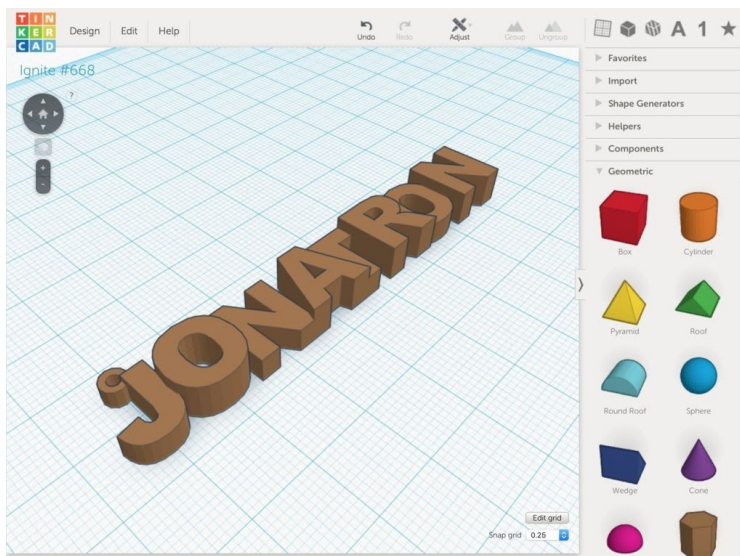 TIN
KER
CAD
Design
Edit
Help
Undo
Redo
Adjust
Group
Ungroup
A
1
Ignite #668
?
+
-
JONATRON
Favorites
Import
Shape Generators
Helpers
Components
Geometric
Box
Cylinder
Pyramid
Roof
Round Roof
Sphere
Wedge
Cone
Edit grid
Snap grid 0.25